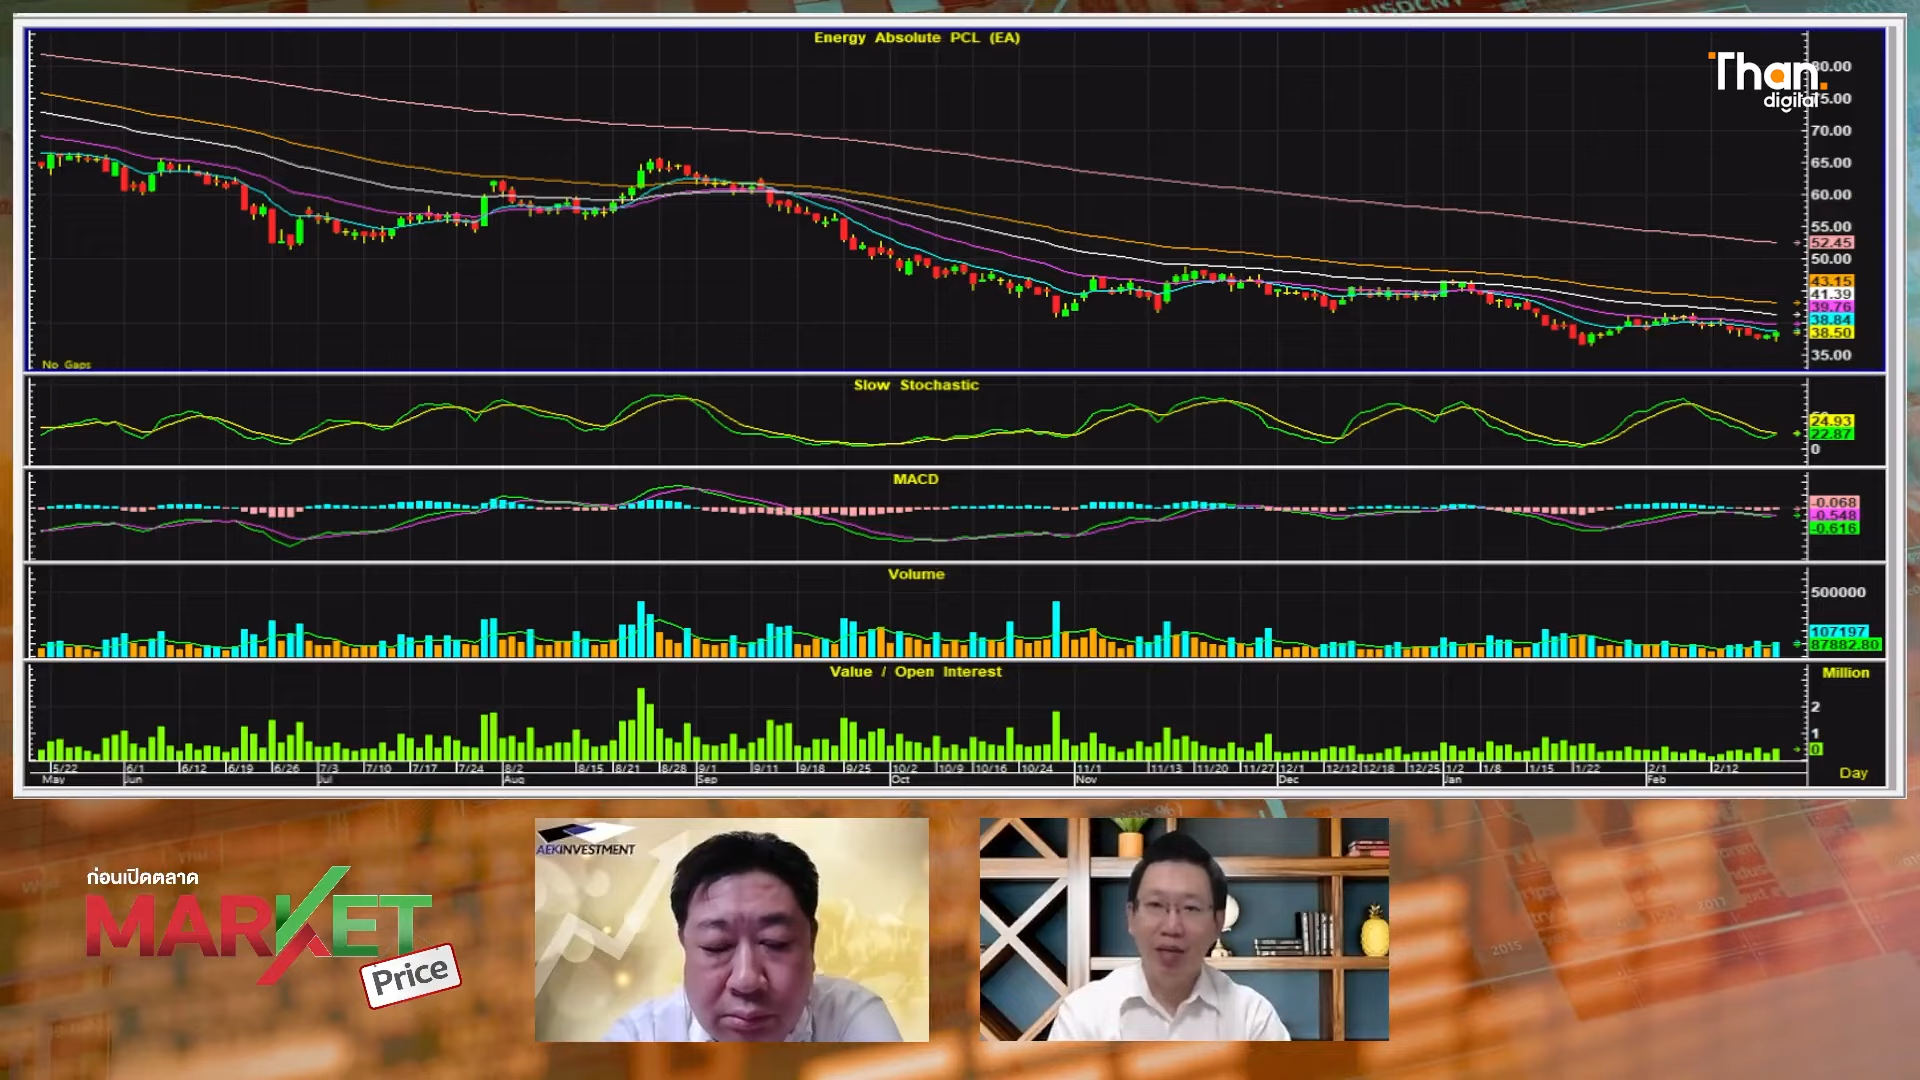 Energy Absolute PCL (EA)
Than.
digital
80.00
75.00
70.00
65.00
60.00
55.00
52.45
50.00
43.15
41.39
39.76
38.84
38.50
35.00
No Gaps
Slow Stochastic
24.93
22.87
0
MACD
-0.068
-0.548
-0.616
Volume
500000
107197
87882.80
Value / Open Interest
Million
2
1
0
5/22 6/1 6/12 6/19 6/26 7/3 7/10 7/17 7/24 8/2 8/15 8/21 8/28 9/1 9/11 9/18 9/25 10/2 10/9 10/16 10/24 11/1 11/13 11/20 11/27 12/1 12/12 12/18 12/25 1/2 1/8 1/15 1/22 2/1 2/12
May Jun Jul Aug Sep Oct Nov Dec Jan Feb
Day
ก่อนเปิดตลาด
MARKET
Price
AEKINVESTMENT